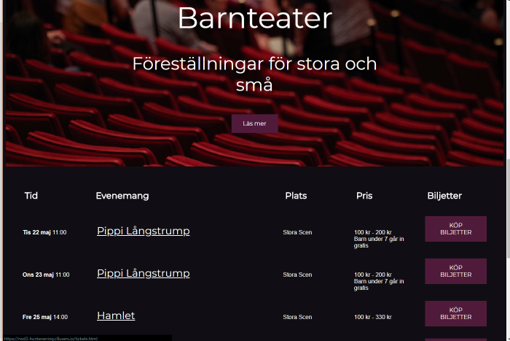 Barnteater
Föreställningar för stora och
små
Läs mer
Tid Evenemang Plats Pris Biljetter
Tis 22 maj 11:00 Pippi Långstrump Stora Scen 100 kr - 200 kr
Barn under 7 går in
gratis
KÖP
BILJETTER
Ons 23 maj 11:00 Pippi Långstrump Stora Scen 100 kr - 200 kr
Barn under 7 går in
gratis
KÖP
BILJETTER
Fre 25 maj 14:00 Hamlet Stora Scen 100 kr - 330 kr
KÖP
BILJETTER